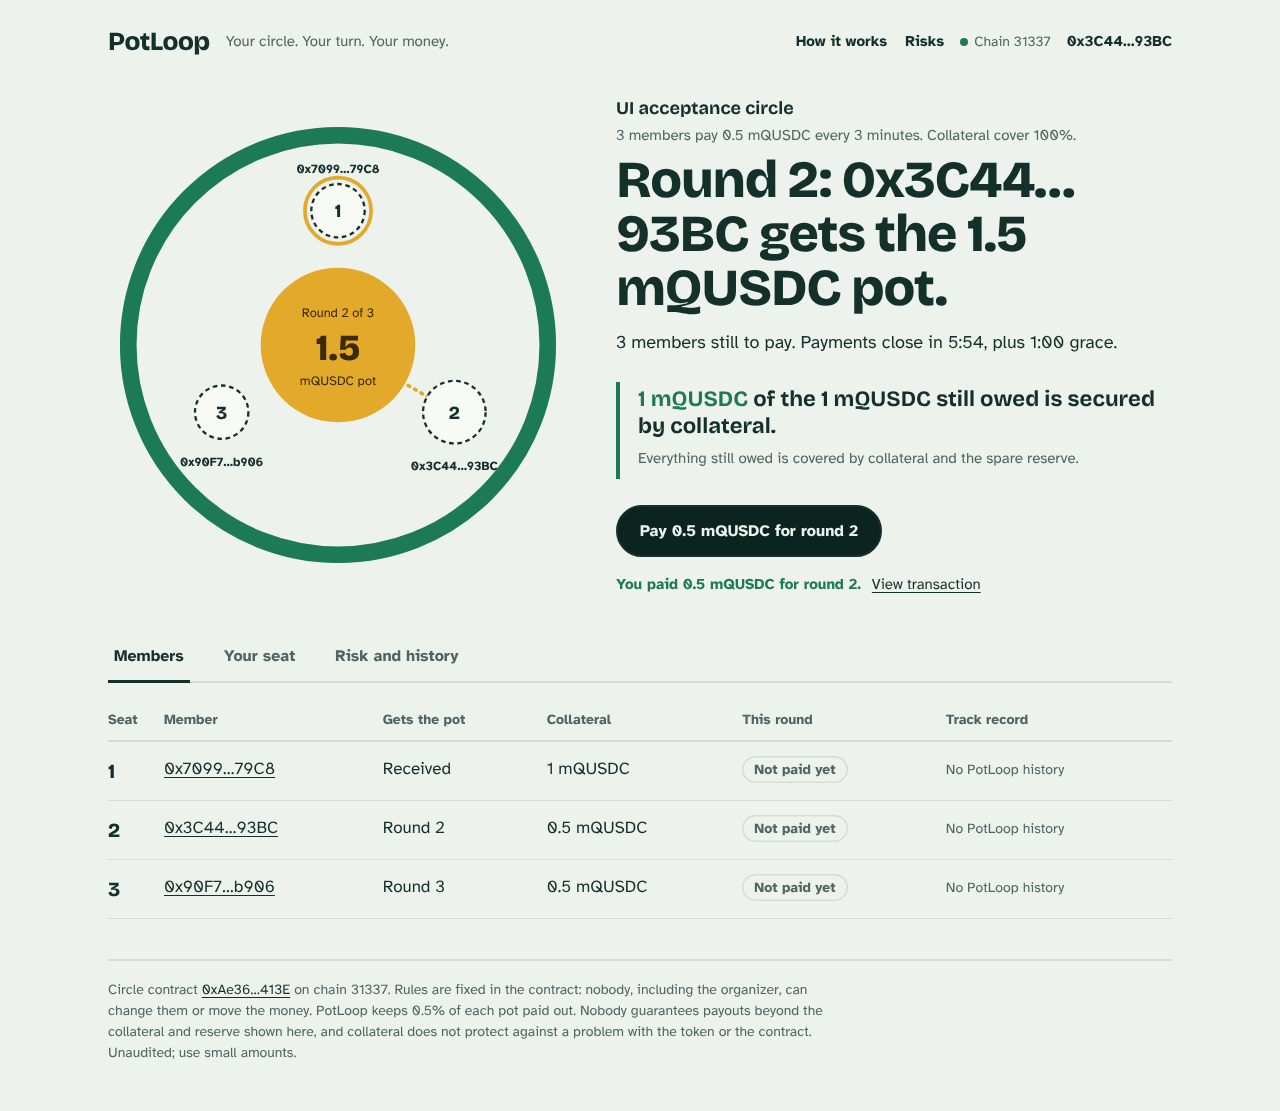 PotLoop
Your circle. Your turn. Your money.
How it works
Risks
Chain 31337
0x3C44…93BC
0x7099…79C8
1
Round 2 of 3
1.5
mQUSDC pot
3
0x90F7…b906
2
0x3C44…93BC
UI acceptance circle
3 members pay 0.5 mQUSDC every 3 minutes. Collateral cover 100%.
Round 2: 0x3C44…
93BC gets the 1.5
mQUSDC pot.
3 members still to pay. Payments close in 5:54, plus 1:00 grace.
1 mQUSDC of the 1 mQUSDC still owed is secured
by collateral.
Everything still owed is covered by collateral and the spare reserve.
Pay 0.5 mQUSDC for round 2
You paid 0.5 mQUSDC for round 2. View transaction
Members
Your seat
Risk and history
Seat Member Gets the pot Collateral This round Track record
1 0x7099…79C8 Received 1 mQUSDC Not paid yet No PotLoop history
2 0x3C44…93BC Round 2 0.5 mQUSDC Not paid yet No PotLoop history
3 0x90F7…b906 Round 3 0.5 mQUSDC Not paid yet No PotLoop history
Circle contract 0xAe36…413E on chain 31337. Rules are fixed in the contract: nobody, including the organizer, can
change them or move the money. PotLoop keeps 0.5% of each pot paid out. Nobody guarantees payouts beyond the
collateral and reserve shown here, and collateral does not protect against a problem with the token or the contract.
Unaudited; use small amounts.